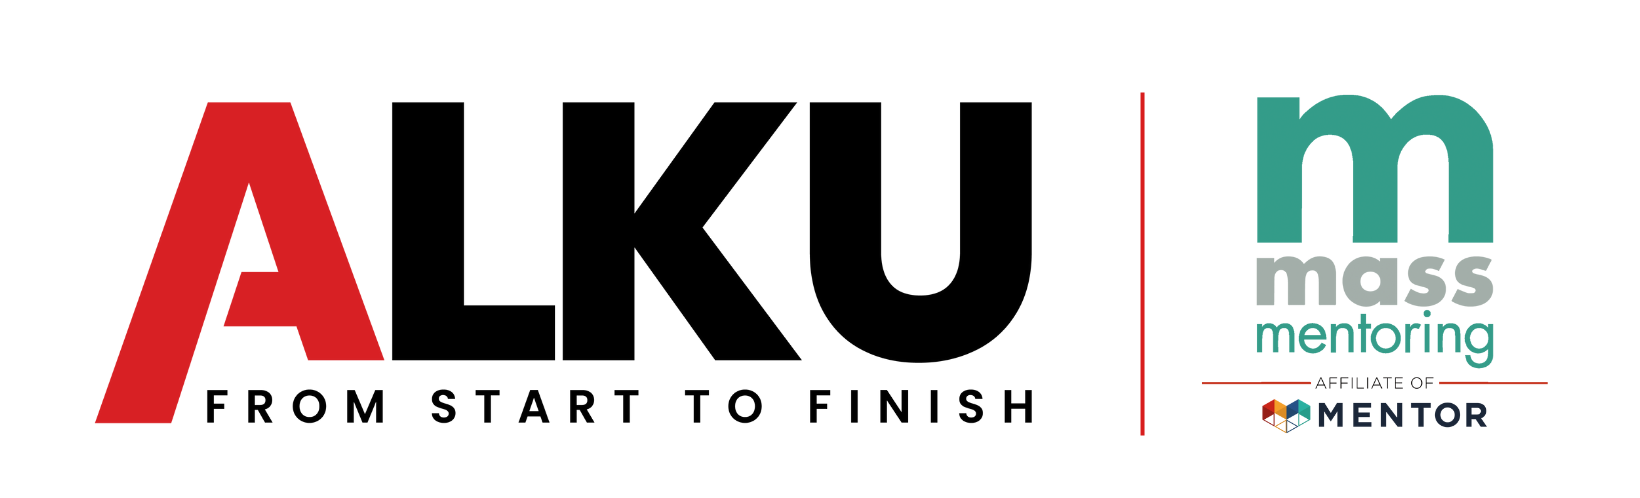 ALKU
FROM START TO FINISH
m
mass
mentoring
AFFILIATE OF
MENTOR